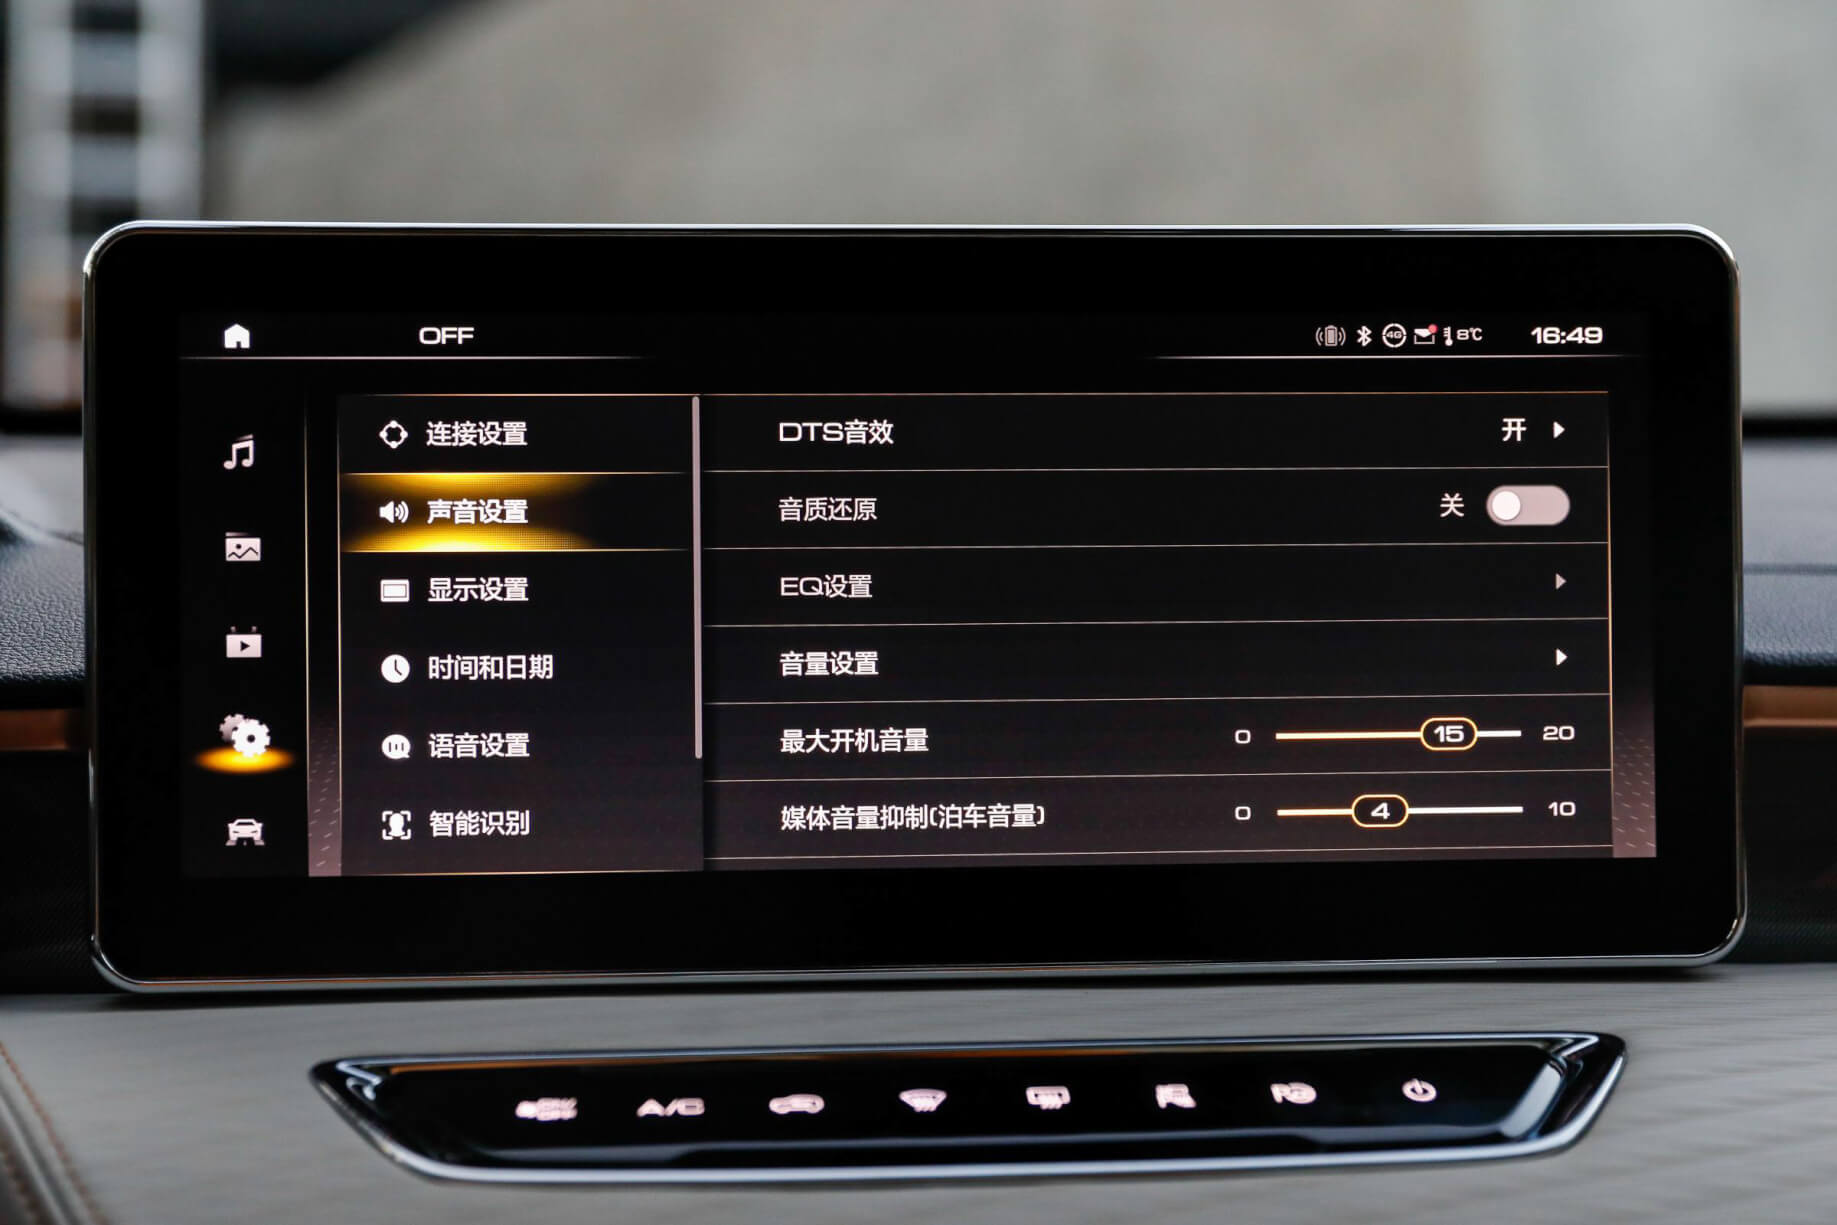 OFF
4G
8℃
16:49
连接设置
声音设置
显示设置
时间和日期
语音设置
智能识别
DTS音效
开
音质还原
关
EQ设置
音量设置
最大开机音量
0
15
20
媒体音量抑制(泊车音量)
0
4
10
A/C